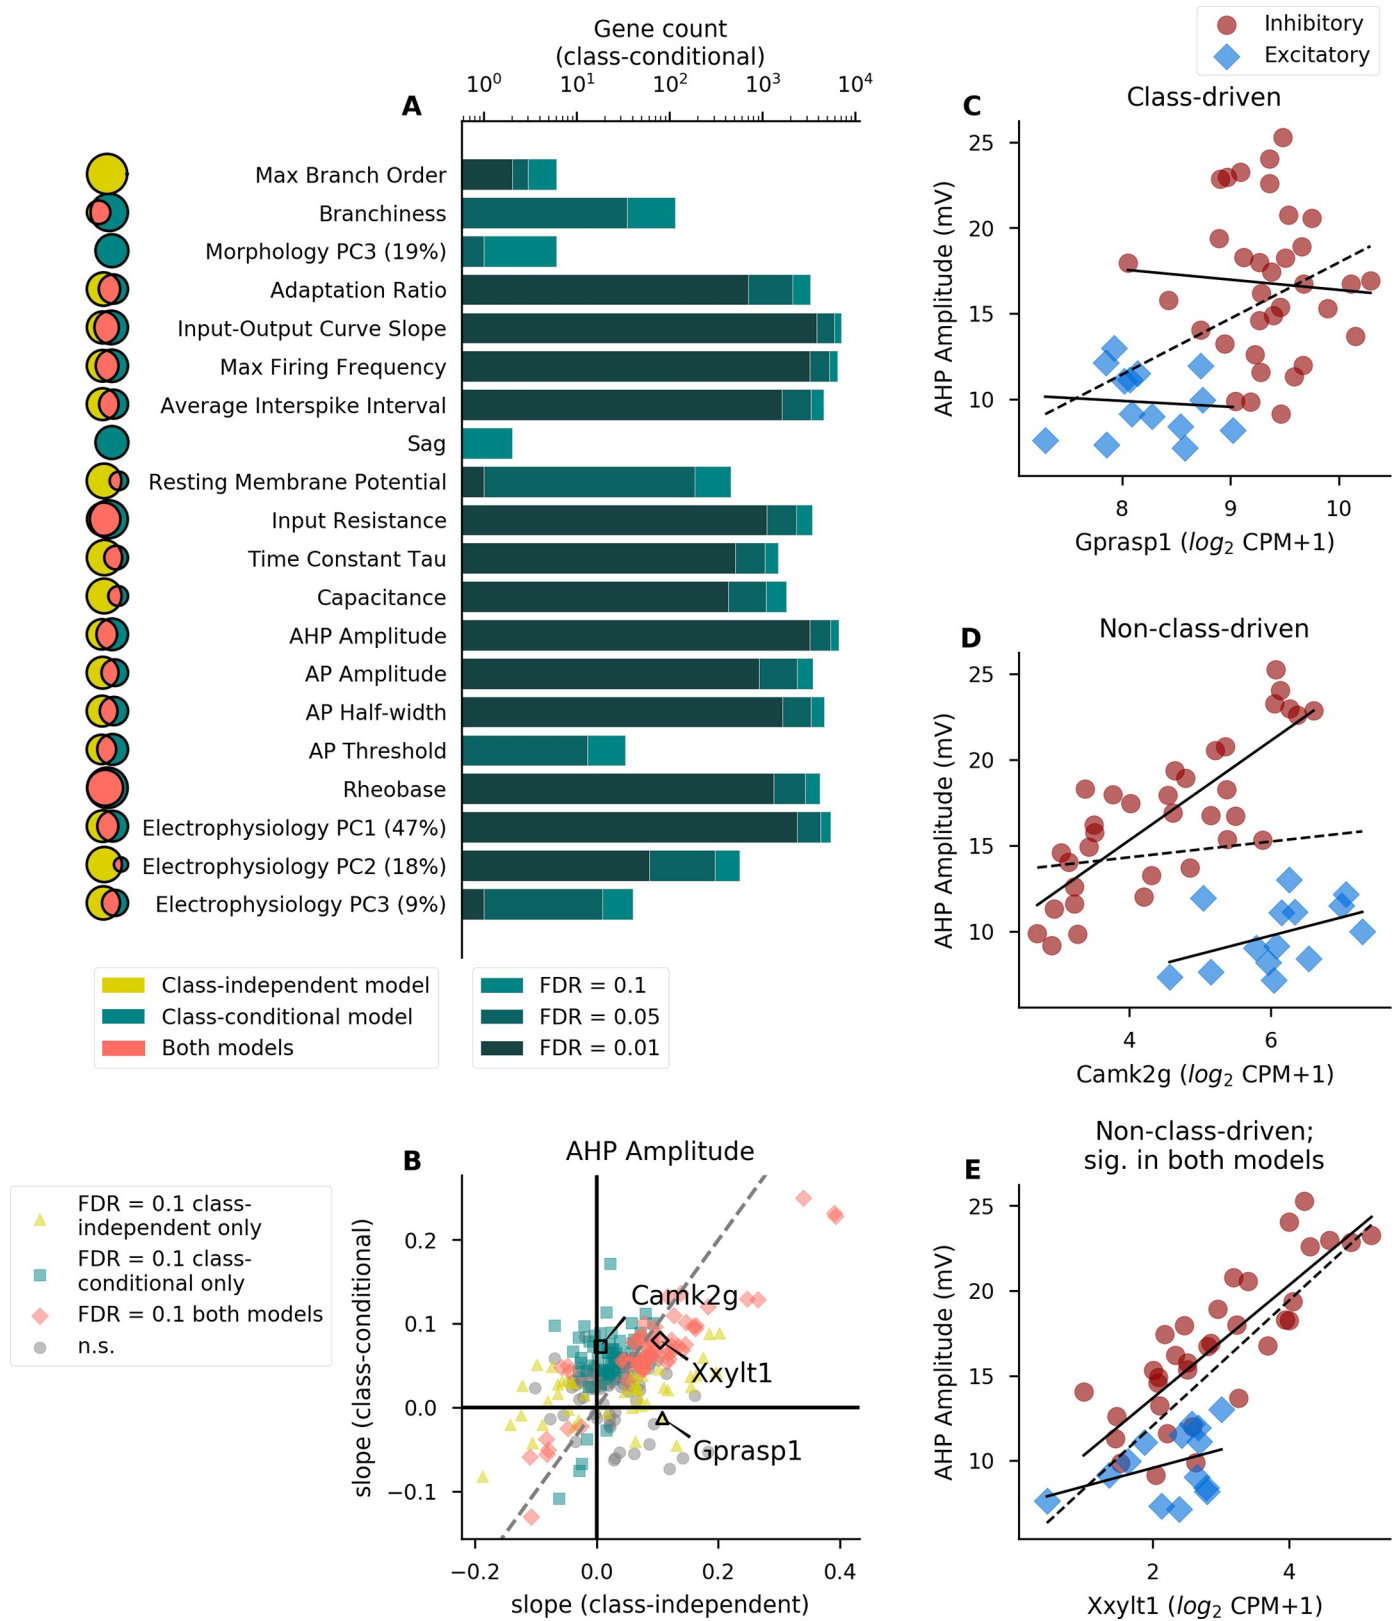 Gene count
(class-conditional)
10⁰ 10¹ 10² 10³ 10⁴
A
Max Branch Order
Branchiness
Morphology PC3 (19%)
Adaptation Ratio
Input-Output Curve Slope
Max Firing Frequency
Average Interspike Interval
Sag
Resting Membrane Potential
Input Resistance
Time Constant Tau
Capacitance
AHP Amplitude
AP Amplitude
AP Half-width
AP Threshold
Rheobase
Electrophysiology PC1 (47%)
Electrophysiology PC2 (18%)
Electrophysiology PC3 (9%)
Class-independent model
Class-conditional model
Both models
FDR = 0.1
FDR = 0.05
FDR = 0.01
B
AHP Amplitude
FDR = 0.1 class-
independent only
FDR = 0.1 class-
conditional only
FDR = 0.1 both models
n.s.
slope (class-conditional)
0.2
0.1
0.0
−0.1
Camk2g
Xxylt1
Gprasp1
−0.2 0.0 0.2 0.4
slope (class-independent)
Inhibitory
Excitatory
C
Class-driven
AHP Amplitude (mV)
25
20
15
10
8 9 10
Gprasp1 (log₂ CPM+1)
D
Non-class-driven
AHP Amplitude (mV)
25
20
15
10
4 6
Camk2g (log₂ CPM+1)
E
Non-class-driven;
sig. in both models
AHP Amplitude (mV)
25
20
15
10
2 4
Xxylt1 (log₂ CPM+1)